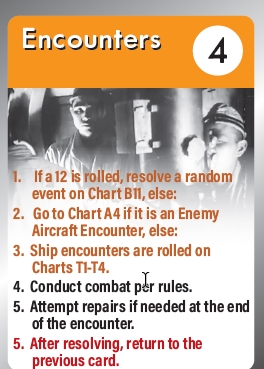 Encounters
4
1. If a 12 is rolled, resolve a random
event on Chart B11, else:
2. Go to Chart A4 if it is an Enemy
Aircraft Encounter, else:
3. Ship encounters are rolled on
Charts T1-T4.
4. Conduct combat per rules.
5. Attempt repairs if needed at the end
of the encounter.
5. After resolving, return to the
previous card.